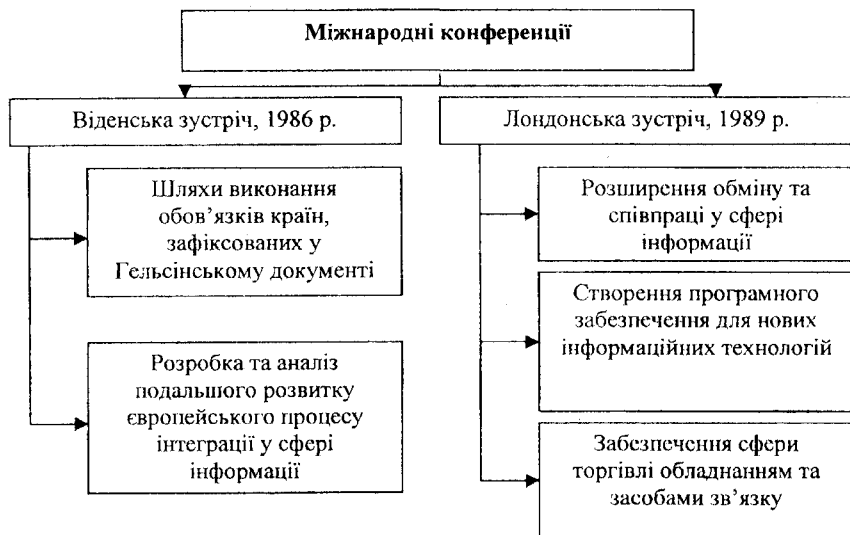 Міжнародні конференції
Віденська зустріч, 1986 р.
Шляхи виконання
обов’язків країн,
зафіксованих у
Гельсінському документі
Розробка та аналіз
подальшого розвитку
європейського процесу
інтеграції у сфері
інформації
Лондонська зустріч, 1989 р.
Розширення обміну та
співпраці у сфері
інформації
Створення програмного
забезпечення для нових
інформаційних технологій
Забезпечення сфери
торгівлі обладнанням та
засобами зв’язку